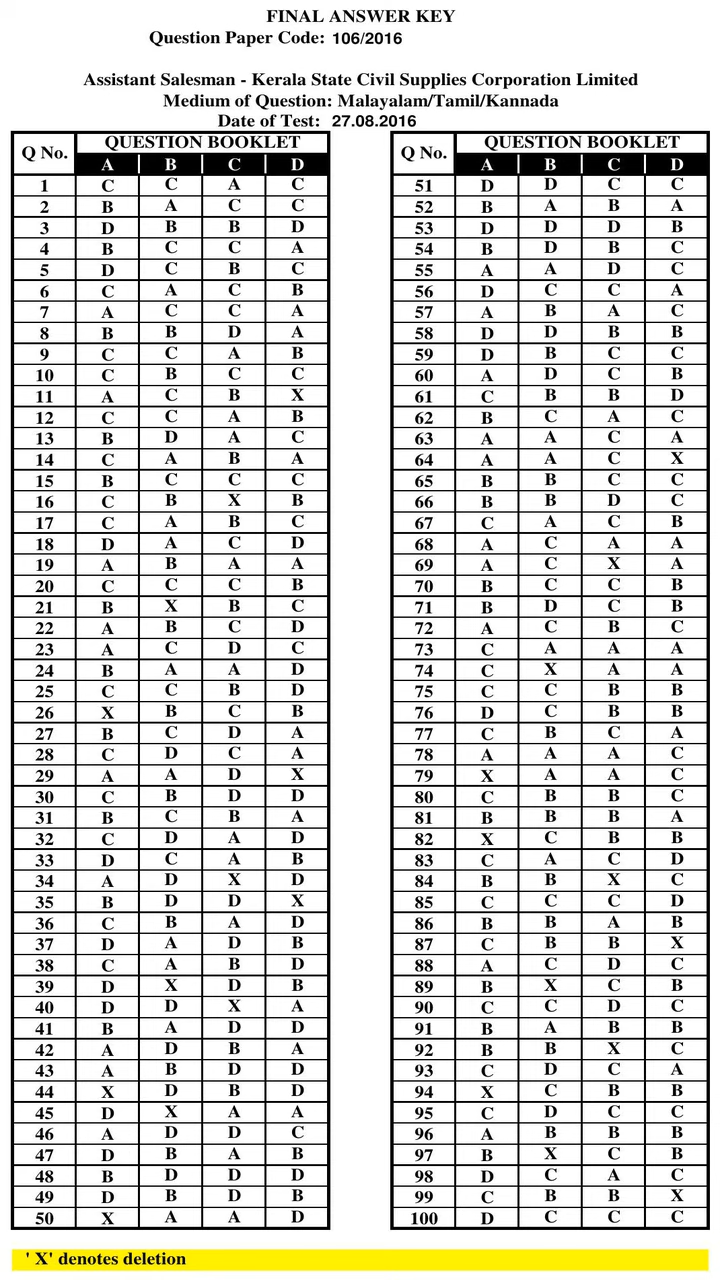 FINAL ANSWER KEY
Question Paper Code: 106/2016
Assistant Salesman - Kerala State Civil Supplies Corporation Limited
Medium of Question: Malayalam/Tamil/Kannada
Date of Test: 27.08.2016
Q No. QUESTION BOOKLET
A B C D
1 C C A C
2 B A C C
3 D B B D
4 B C C A
5 D C B C
6 C A C B
7 A C C A
8 B B D A
9 C C A B
10 C B C C
11 A C B X
12 C C A B
13 B D A C
14 C A B A
15 B C C C
16 C B X B
17 C A B C
18 D A C D
19 A B A A
20 C C C B
21 B X B C
22 A B C D
23 A C D C
24 B A A D
25 C C B D
26 X B C B
27 B C D A
28 C D C A
29 A A D X
30 C B D D
31 B C B A
32 C D A D
33 D C A B
34 A D X D
35 B D D X
36 C B A D
37 D A D B
38 C A B D
39 D X D B
40 D D X A
41 B A D D
42 A D B A
43 A B D D
44 X D B D
45 D X A A
46 A D D C
47 D B A B
48 B D D D
49 D B D B
50 X A A D
Q No. QUESTION BOOKLET
A B C D
51 D D C C
52 B A B A
53 D D D B
54 B D B C
55 A A D C
56 D C C A
57 A B A C
58 D D B B
59 D B C C
60 A D C B
61 C B B D
62 B C A C
63 A A C A
64 A A C X
65 B B C C
66 B B D C
67 C A C B
68 A C A A
69 A C X A
70 B C C B
71 B D C B
72 A C B C
73 C A A A
74 C X A A
75 C C B B
76 D C B B
77 C B C A
78 A A A C
79 X A A C
80 C B B C
81 B B B A
82 X C B B
83 C A C D
84 B B X C
85 C C C D
86 B B A B
87 C B B X
88 A C D C
89 B X C B
90 C C D C
91 B A B B
92 B B X C
93 C D C A
94 X C B B
95 C D C C
96 A B B B
97 B X C B
98 D C A C
99 C B B X
100 D C C C
' X' denotes deletion